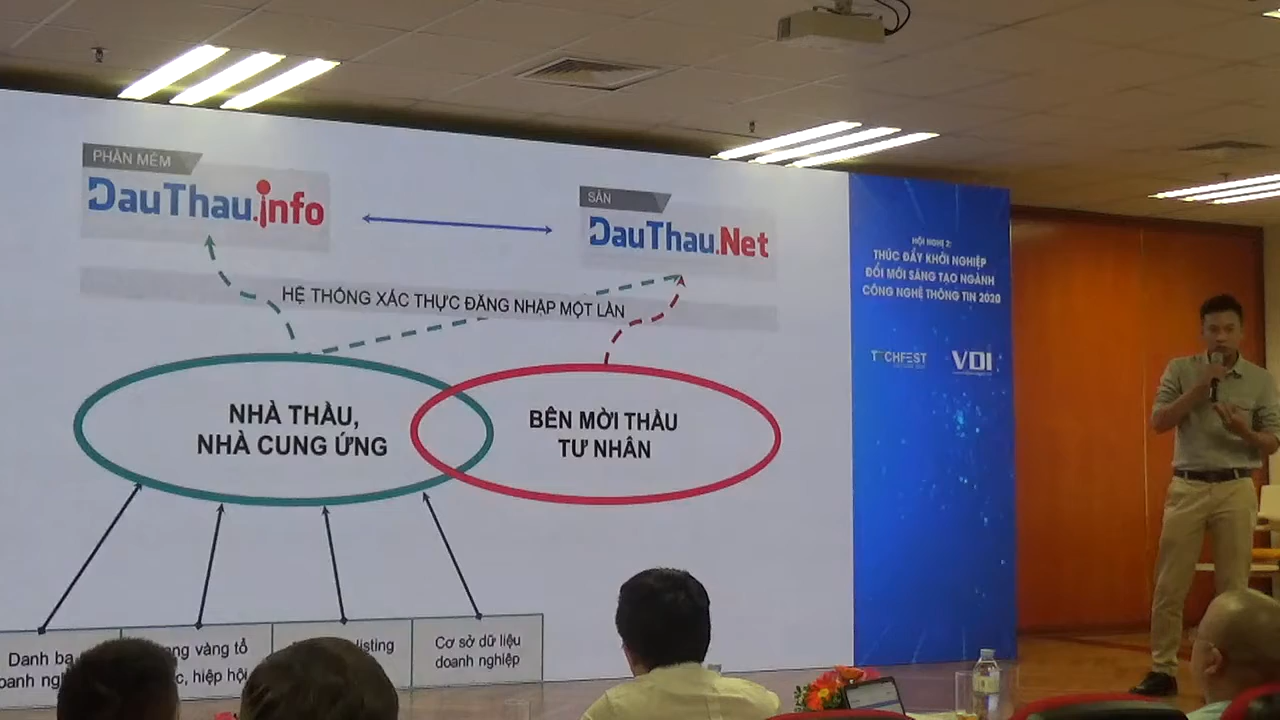 PHẦN MỀM
DauThau.info
SÀN
DauThau.Net
HỆ THỐNG XÁC THỰC ĐĂNG NHẬP MỘT LẦN
NHÀ THẦU,
NHÀ CUNG ỨNG
BÊN MỜI THẦU
TƯ NHÂN
Danh bạ
vàng tổ
hiệp hội
listing
Cơ sở dữ liệu
doanh nghiệp
HỘI NGHỊ 2:
THÚC ĐẨY KHỞI NGHIỆP
ĐỔI MỚI SÁNG TẠO NGÀNH
CÔNG NGHỆ THÔNG TIN 2020
TECHFEST
VDI